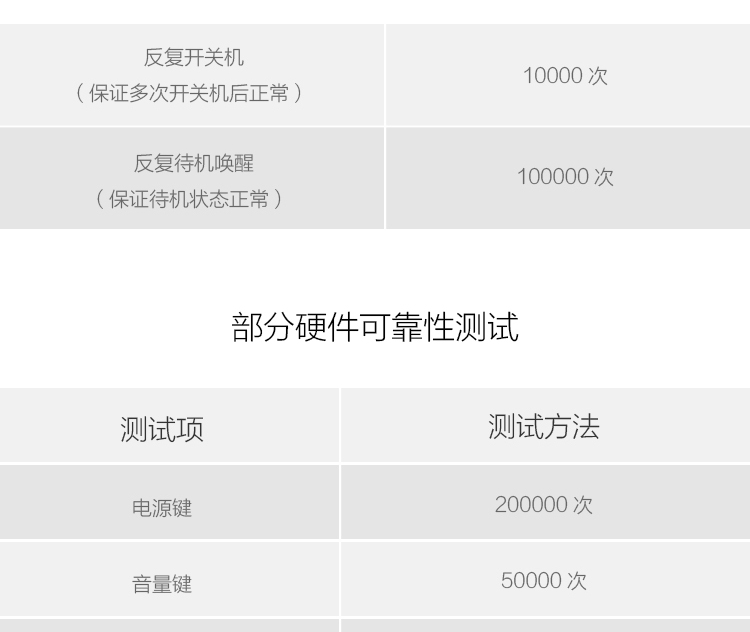 反复开关机
10000 次
（保证多次开关机后正常）
反复待机唤醒
100000 次
（保证待机状态正常）
部分硬件可靠性测试
测试项
测试方法
电源键
200000 次
音量键
50000 次